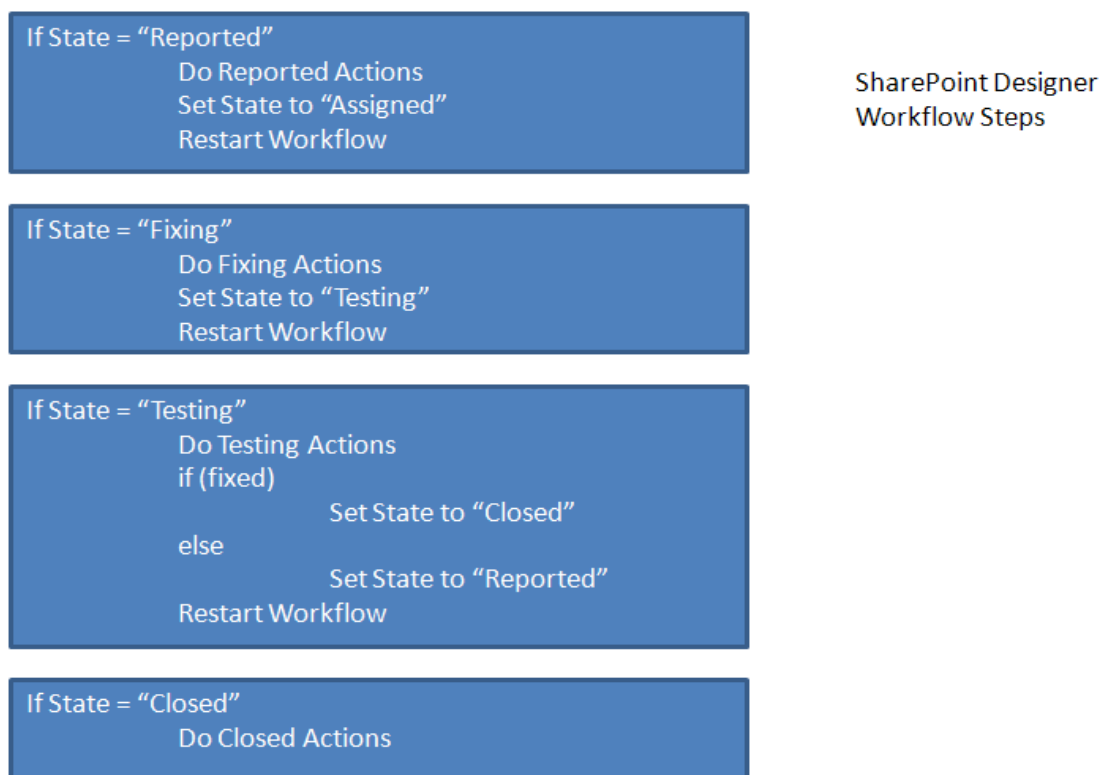 If State = “Reported”
Do Reported Actions
Set State to “Assigned”
Restart Workflow
SharePoint Designer
Workflow Steps
If State = “Fixing”
Do Fixing Actions
Set State to “Testing”
Restart Workflow
If State = “Testing”
Do Testing Actions
if (fixed)
Set State to “Closed”
else
Set State to “Reported”
Restart Workflow
If State = “Closed”
Do Closed Actions